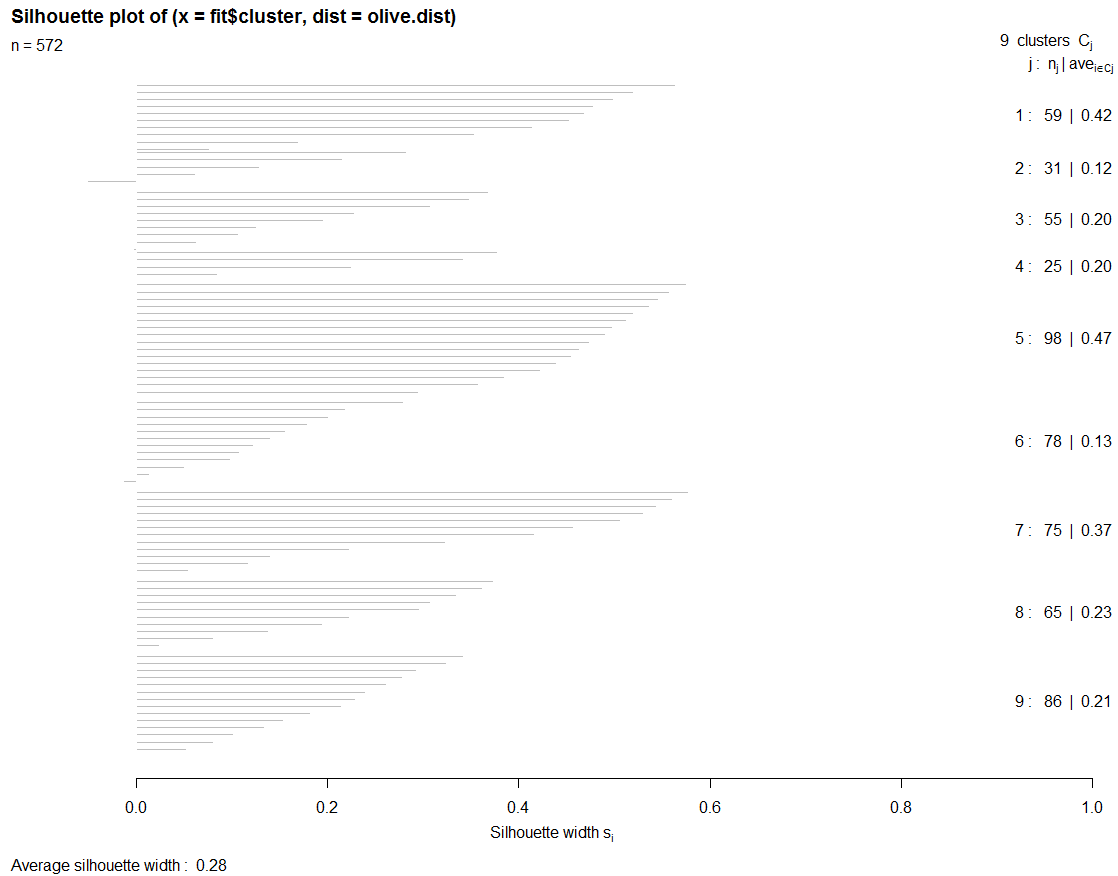 Silhouette plot of (x = fit$cluster, dist = olive.dist)
n = 572
9 clusters Cj
j : nj | avei∈Cj
1 : 59 | 0.42
2 : 31 | 0.12
3 : 55 | 0.20
4 : 25 | 0.20
5 : 98 | 0.47
6 : 78 | 0.13
7 : 75 | 0.37
8 : 65 | 0.23
9 : 86 | 0.21
0.0 0.2 0.4 0.6 0.8 1.0
Silhouette width si
Average silhouette width : 0.28